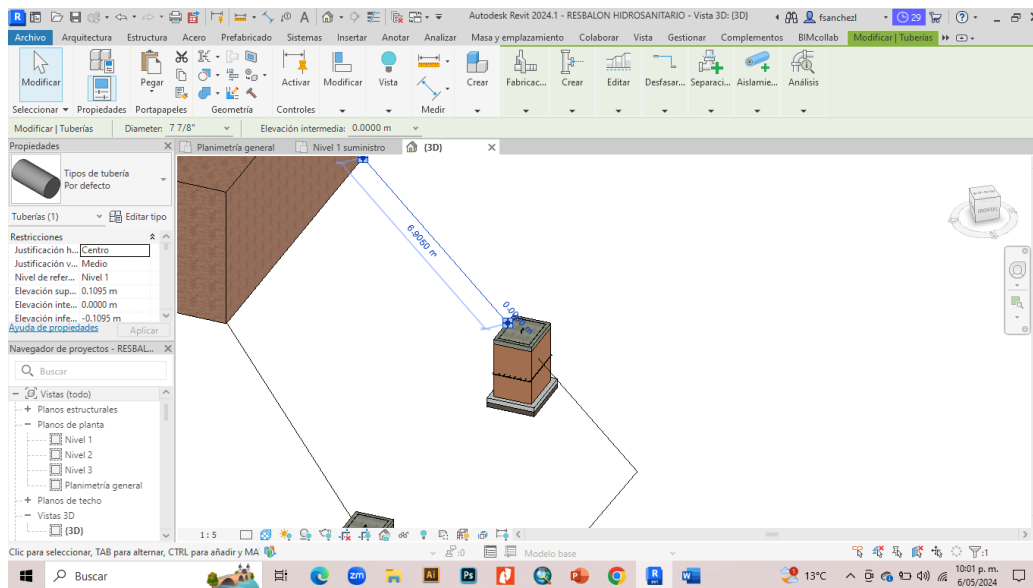 Autodesk Revit 2024.1 - RESBALON HIDROSANITARIO - Vista 3D: {3D}
fsanchezl
29
Archivo Arquitectura Estructura Acero Prefabricado Sistemas Insertar Anotar Analizar Masa y emplazamiento Colaborar Vista Gestionar Complementos BIMcollab Modificar | Tuberías
Modificar Pegar Activar Modificar Vista Crear Fabricac... Crear Editar Desfasar... Separaci... Aislamie... Análisis
Seleccionar Propiedades Portapapeles Geometría Controles Medir
Modificar | Tuberías Diameter: 7 7/8" Elevación intermedia: 0.0000 m
Propiedades
Planimetría general Nivel 1 suministro {3D}
Tipos de tubería
Por defecto
Tuberías (1) Editar tipo
Restricciones
Justificación h... Centro
Justificación v... Medio
Nivel de refer... Nivel 1
Elevación sup... 0.1095 m
Elevación inte... 0.0000 m
Elevación infe... -0.1095 m
Ayuda de propiedades Aplicar
Navegador de proyectos - RESBAL...
Buscar
Vistas (todo)
Planos estructurales
Planos de planta
Nivel 1
Nivel 2
Nivel 3
Planimetría general
Planos de techo
Vistas 3D
{3D}
6.9060 m
FRONTAL
1 : 5
Clic para seleccionar, TAB para alternar, CTRL para añadir y MA
:0 Modelo base :1
Buscar
zm Ai Ps
13°C
10:01 p. m.
6/05/2024